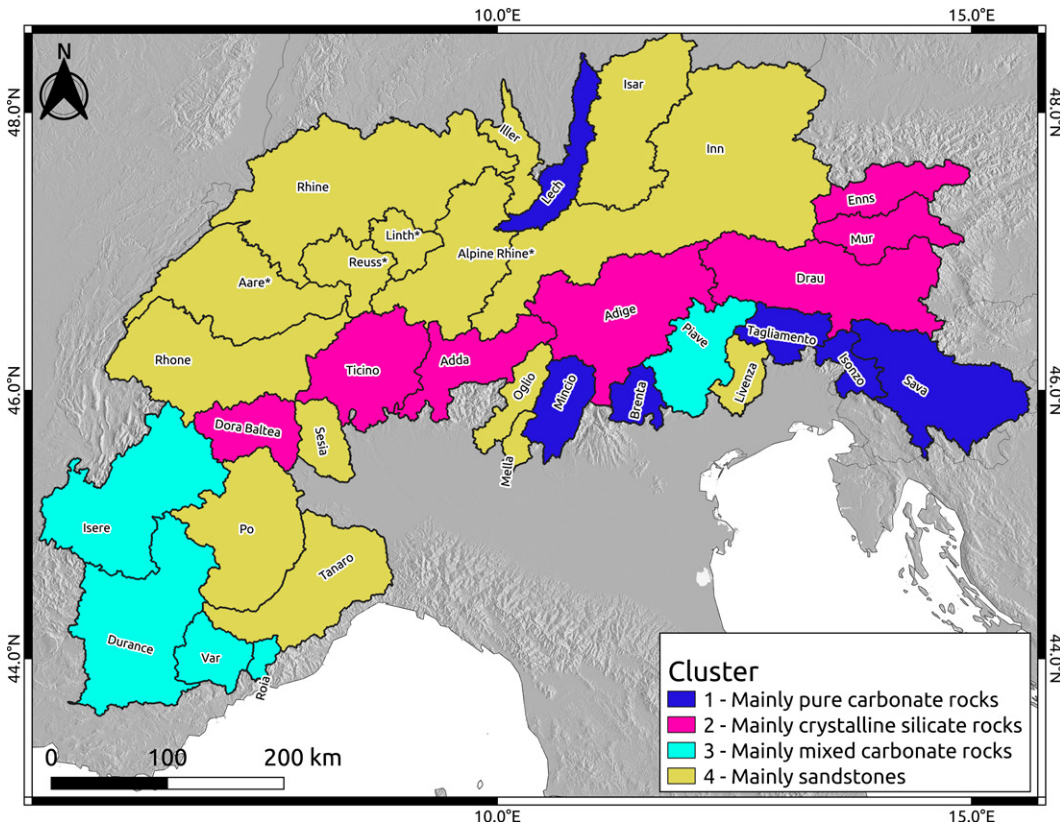 10.0°E
15.0°E
N
48.0°N
48.0°N
Isar
Iller
Inn
Rhine
Lech
Enns
Linth*
Mur
Reuss*
Alpine Rhine*
Aare*
Drau
Adige
Piave
Tagliamento
Rhone
Ticino
Adda
Isonzo
Oglio
Mincio
Livenza
Sava
46.0°N
46.0°N
Brenta
Dora Baltea
Sesia
Mella
Isere
Po
Tanaro
Durance
Var
Roia
44.0°N
44.0°N
Cluster
1 - Mainly pure carbonate rocks
2 - Mainly crystalline silicate rocks
3 - Mainly mixed carbonate rocks
4 - Mainly sandstones
0 100 200 km
10.0°E
15.0°E